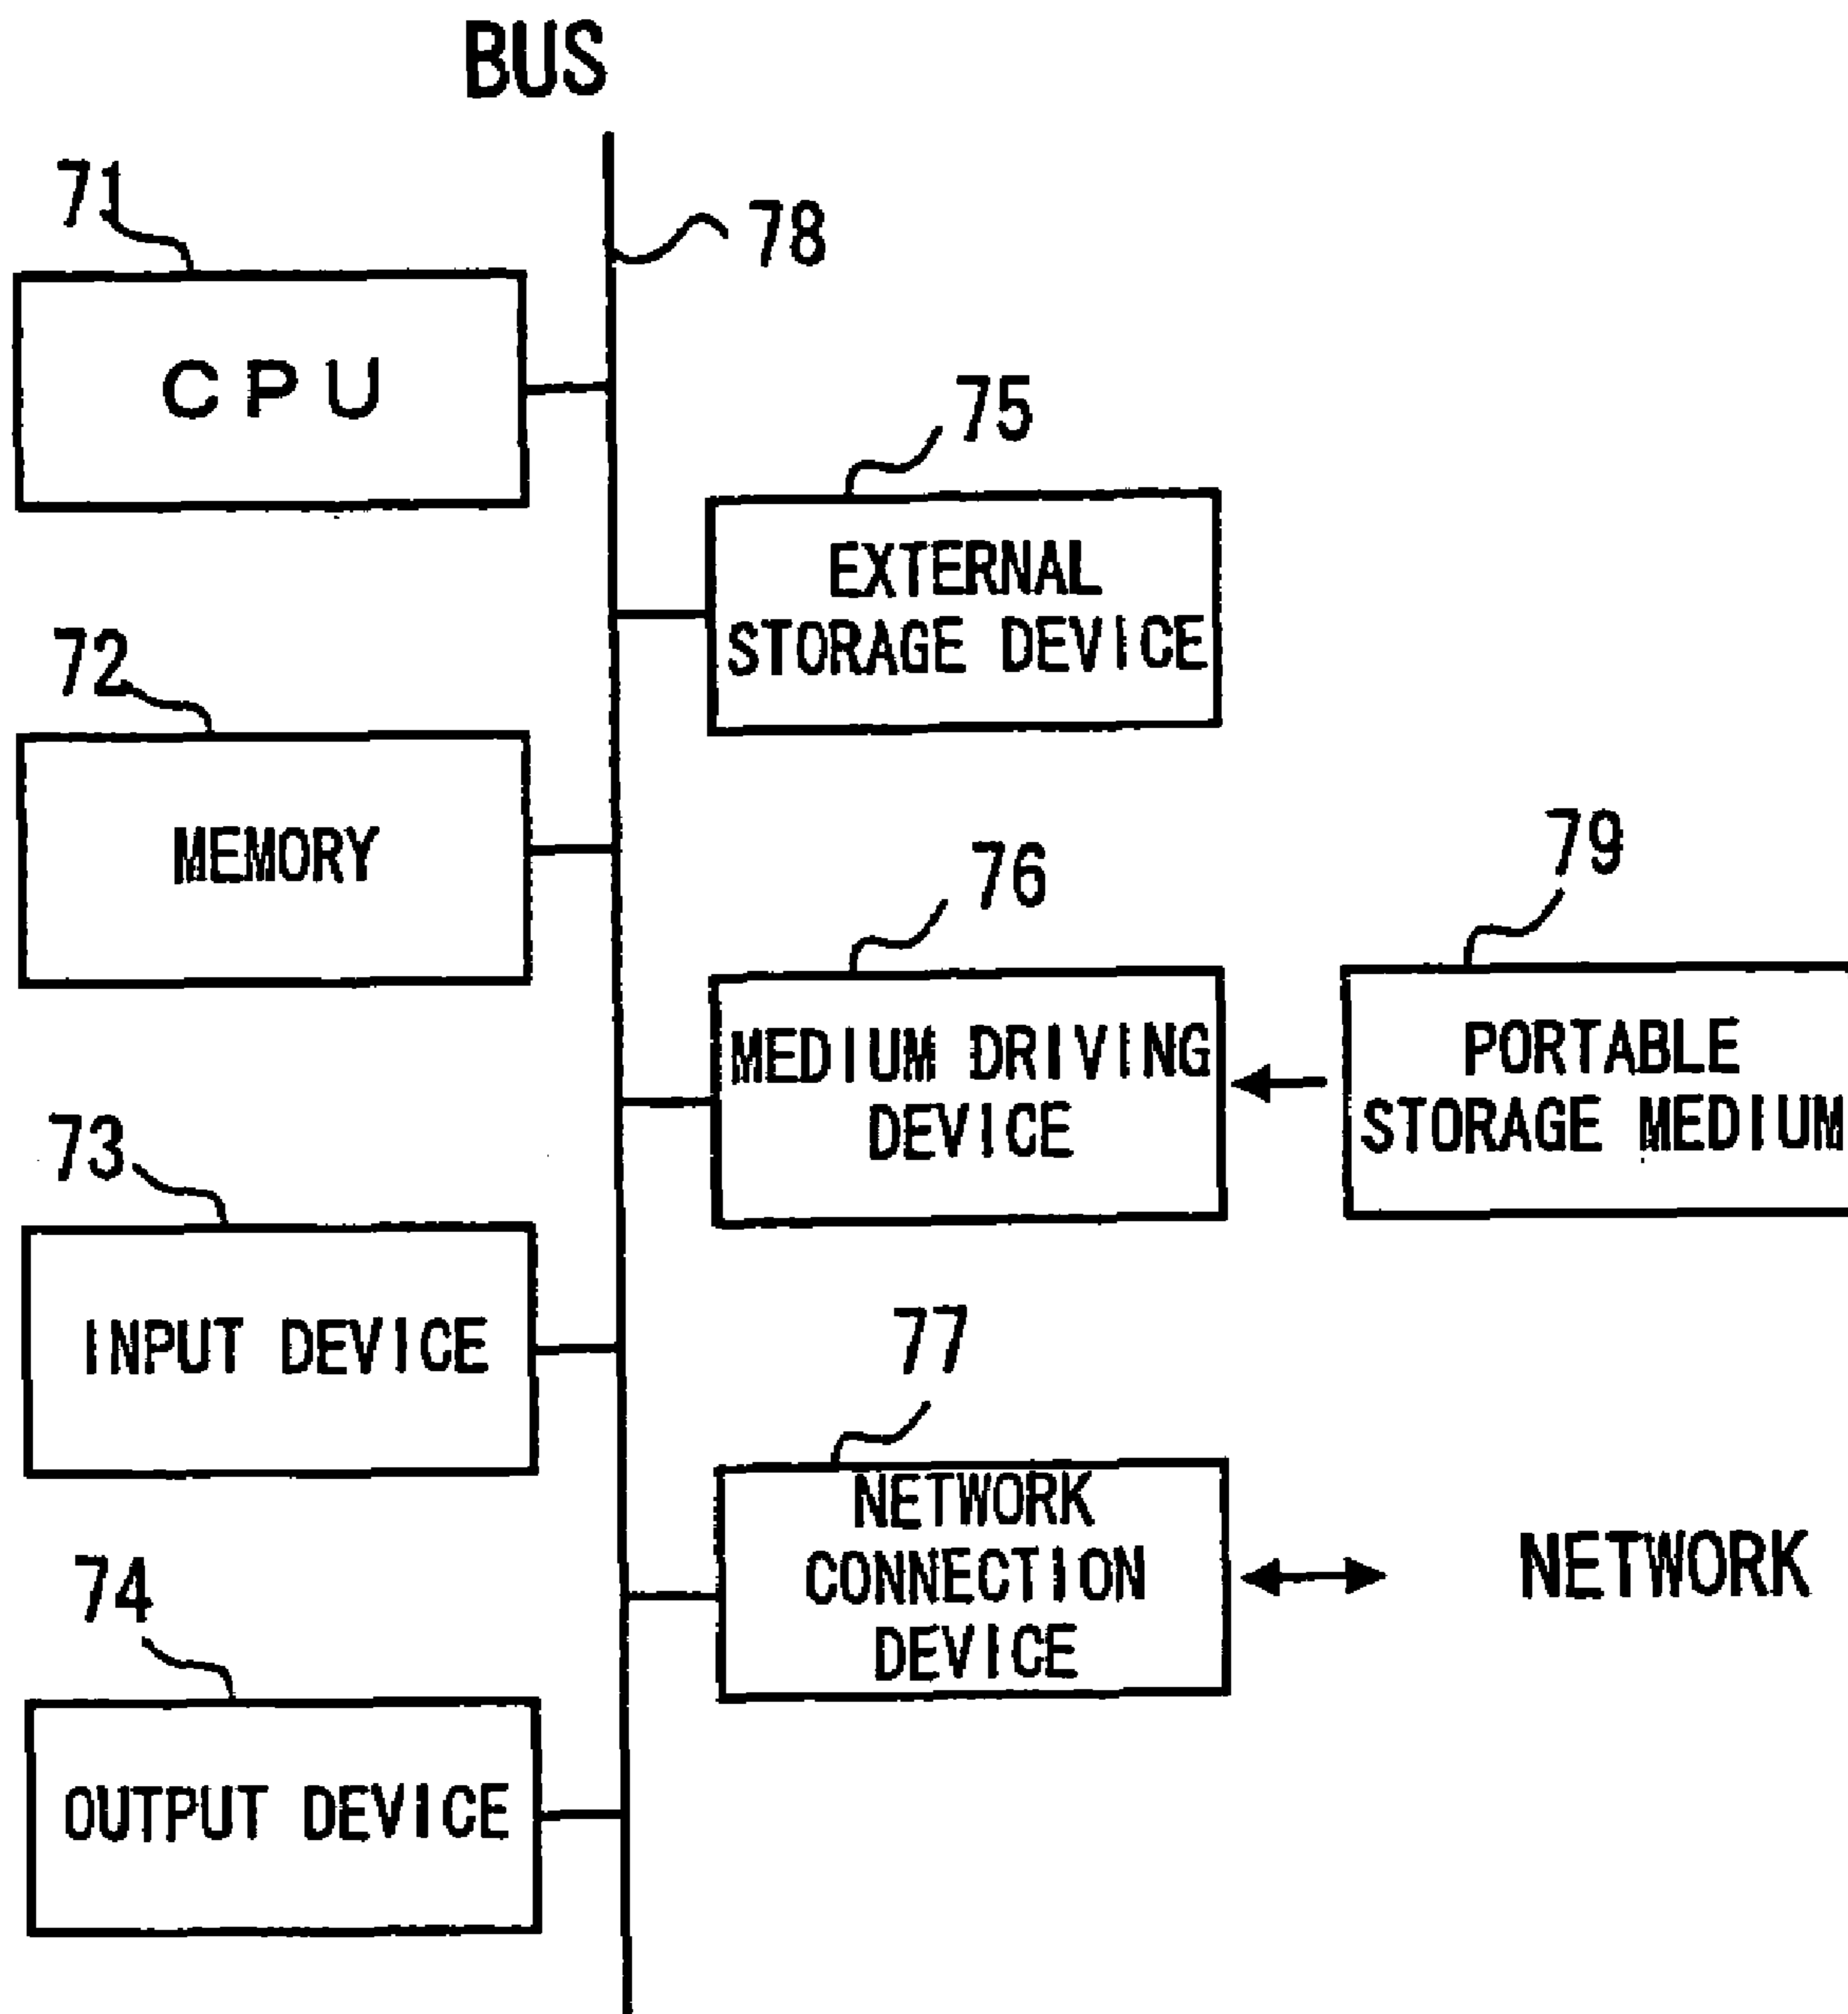 BUS
71
78
CPU
75
EXTERNAL
STORAGE DEVICE
72
MEMORY
76
79
MEDIUM DRIVING
DEVICE
PORTABLE
STORAGE MEDIUM
73
INPUT DEVICE
77
NETWORK
CONNECTION
DEVICE
NETWORK
74
OUTPUT DEVICE